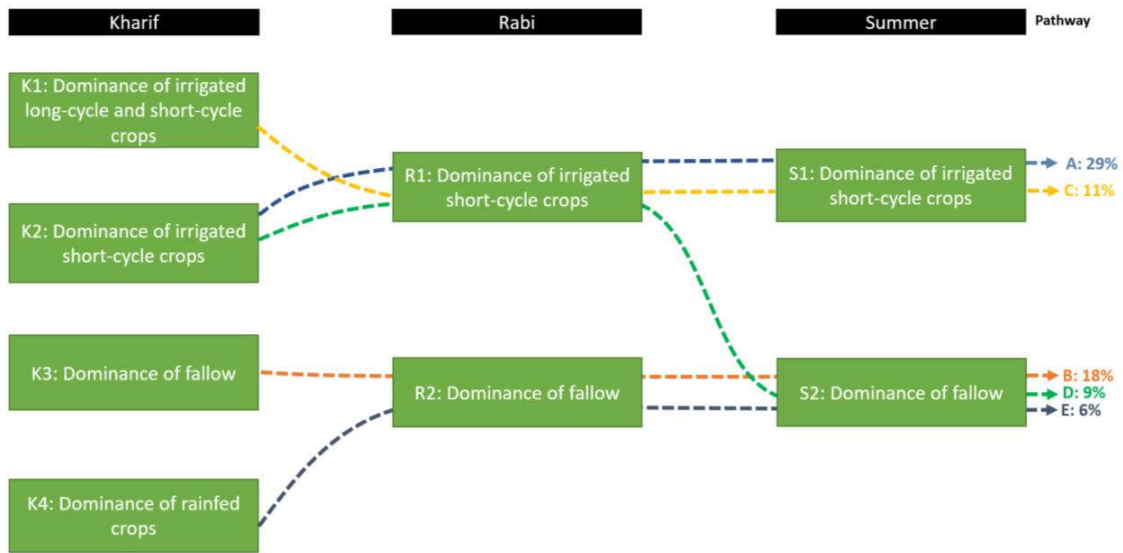 Kharif
Rabi
Summer
Pathway
K1: Dominance of irrigated
long-cycle and short-cycle
crops
K2: Dominance of irrigated
short-cycle crops
K3: Dominance of fallow
K4: Dominance of rainfed
crops
R1: Dominance of irrigated
short-cycle crops
R2: Dominance of fallow
S1: Dominance of irrigated
short-cycle crops
S2: Dominance of fallow
A: 29%
C: 11%
B: 18%
D: 9%
E: 6%